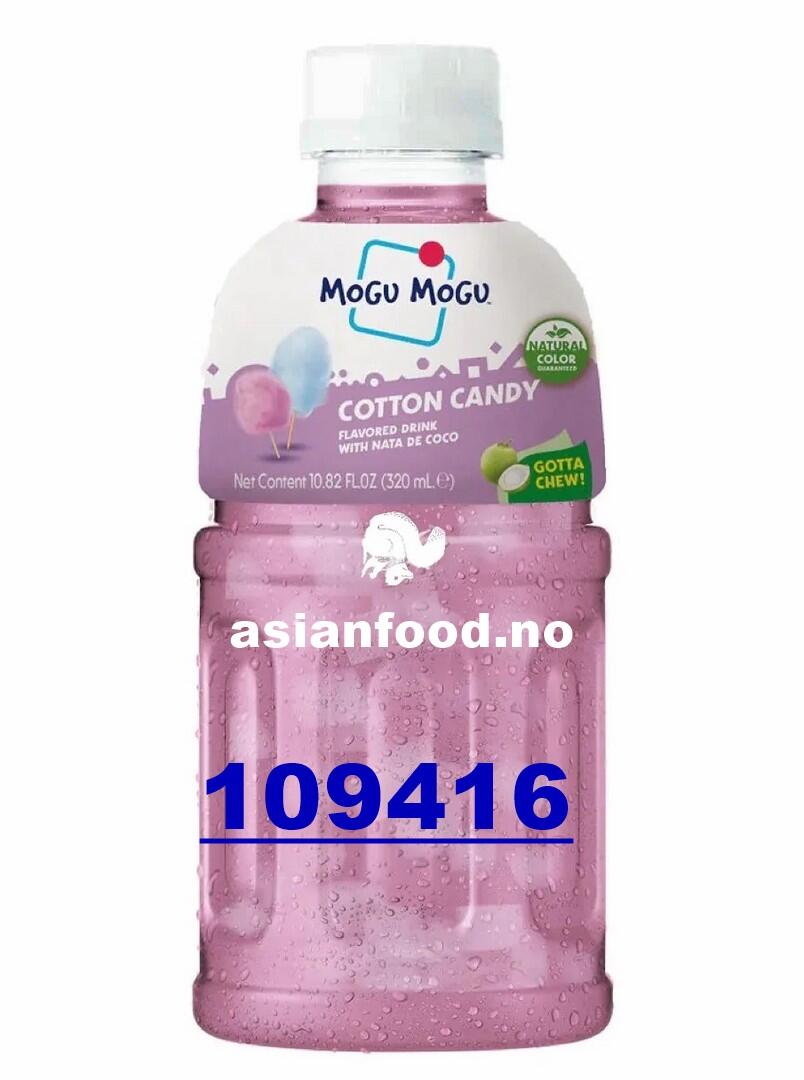 MOGU MOGU
NATURAL
COLOR
GUARANTEED
COTTON CANDY
FLAVORED DRINK
WITH NATA DE COCO
GOTTA
CHEW!
Net Content 10.82 FL.OZ (320 mL.℮)
asianfood.no
109416